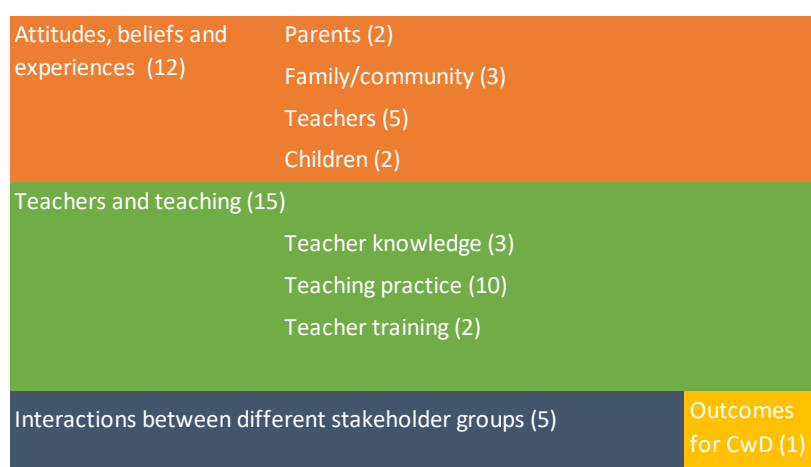 Attitudes, beliefs and
experiences (12)
Parents (2)
Family/community (3)
Teachers (5)
Children (2)
Teachers and teaching (15)
Teacher knowledge (3)
Teaching practice (10)
Teacher training (2)
Interactions between different stakeholder groups (5)
Outcomes
for CwD (1)